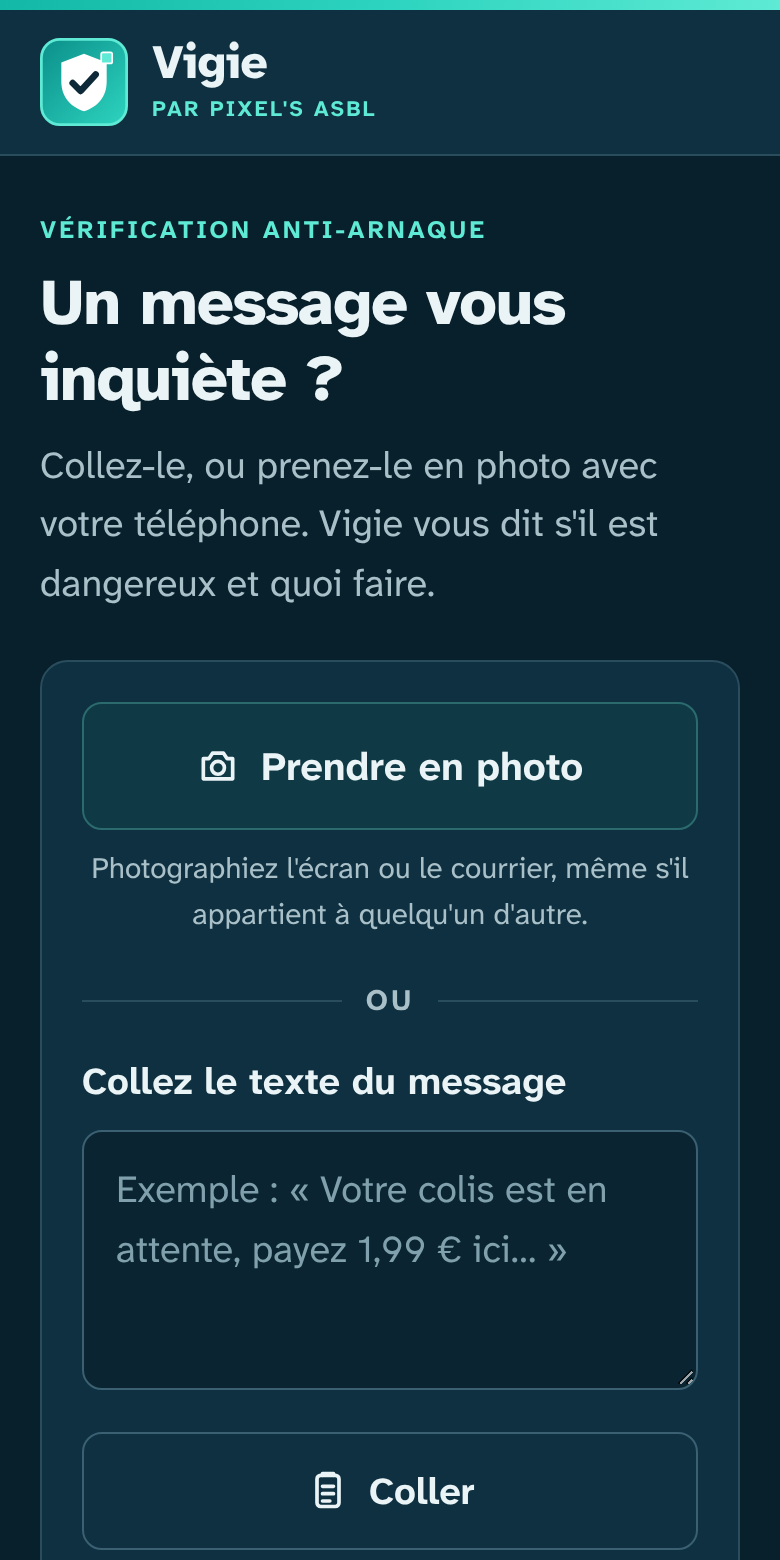 Vigie
PAR PIXEL'S ASBL
VÉRIFICATION ANTI-ARNAQUE
Un message vous
inquiète ?
Collez-le, ou prenez-le en photo avec
votre téléphone. Vigie vous dit s'il est
dangereux et quoi faire.
Prendre en photo
Photographiez l'écran ou le courrier, même s'il
appartient à quelqu'un d'autre.
OU
Collez le texte du message
Exemple : « Votre colis est en
attente, payez 1,99 € ici... »
Coller